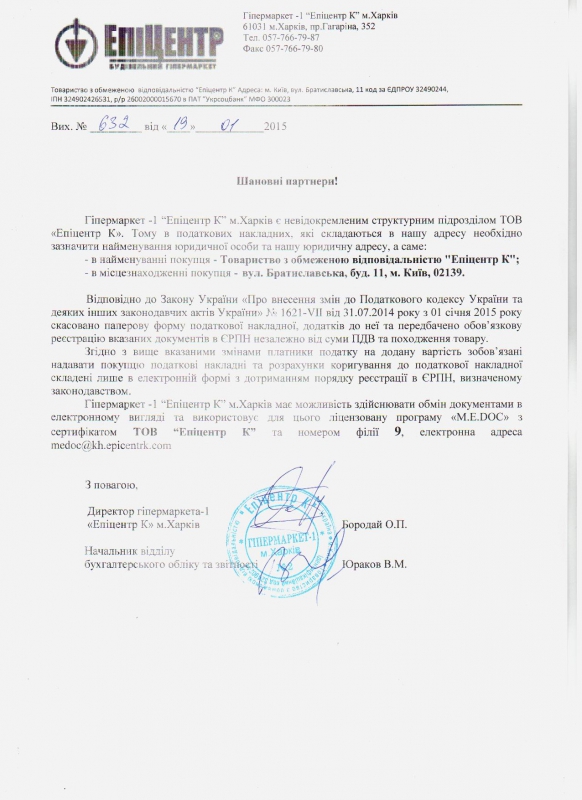 ЕПІЦЕНТР
БУДІВЕЛЬНИЙ ГІПЕРМАРКЕТ
Гіпермаркет -1 “Епіцентр К” м.Харків
61031 м.Харків, пр.Гагаріна, 352
Тел. 057-766-79-87
Факс 057-766-79-80
Товариство з обмеженою відповідальністю "Епіцентр К" Адреса: м. Київ, вул. Братиславська, 11 код за ЄДПРОУ 32490244,
ІПН 324902426531, р/р 26002000015670 в ПАТ "Укрсоцбанк" МФО 300023
Вих. № 632 від « 19 » 01 2015
Шановні партнери!
Гіпермаркет -1 “Епіцентр К” м.Харків є невідокремленим структурним підрозділом ТОВ
«Епіцентр К». Тому в податкових накладних, які складаються в нашу адресу необхідно
зазначити найменування юридичної особи та нашу юридичну адресу, а саме:
- в найменуванні покупця - Товариство з обмеженою відповідальністю "Епіцентр К";
- в місцезнаходженні покупця - вул. Братиславська, буд. 11, м. Київ, 02139.
Відповідно до Закону України «Про внесення змін до Податкового кодексу України та
деяких інших законодавчих актів України» № 1621-VII від 31.07.2014 року з 01 січня 2015 року
скасовано паперову форму податкової накладної, додатків до неї та передбачено обов’язкову
реєстрацію вказаних документів в ЄРПН незалежно від суми ПДВ та походження товару.
Згідно з вище вказаними змінами платники податку на додану вартість зобов’язані
надавати покупцю податкові накладні та розрахунки коригування до податкової накладної
складені лише в електронній формі з дотриманням порядку реєстрації в ЄРПН, визначеному
законодавством.
Гіпермаркет -1 “Епіцентр К” м.Харків має можливість здійснювати обмін документами в
електронному вигляді та використовує для цього ліцензовану програму «M.E.DOC» з
сертифікатом ТОВ “Епіцентр К” та номером філії 9, електронна адреса
medoc@kh.epicentrk.com
З повагою,
Директор гіпермаркета-1
«Епіцентр К» м.Харків Бородай О.П.
Епіцентр К
ГІПЕРМАРКЕТ-1
м Харків
Начальник відділу
бухгалтерського обліку та звітності Юраков В.М.